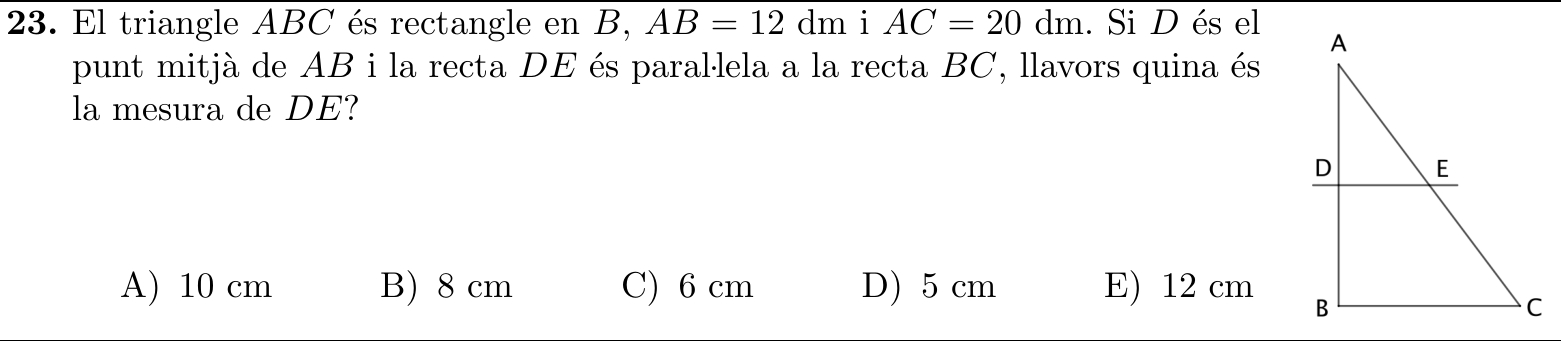 23. El triangle ABC és rectangle en B, AB = 12 dm i AC = 20 dm. Si D és el
punt mitjà de AB i la recta DE és paral·lela a la recta BC, llavors quina és
la mesura de DE?
A) 10 cm B) 8 cm C) 6 cm D) 5 cm E) 12 cm
A
D E
B C